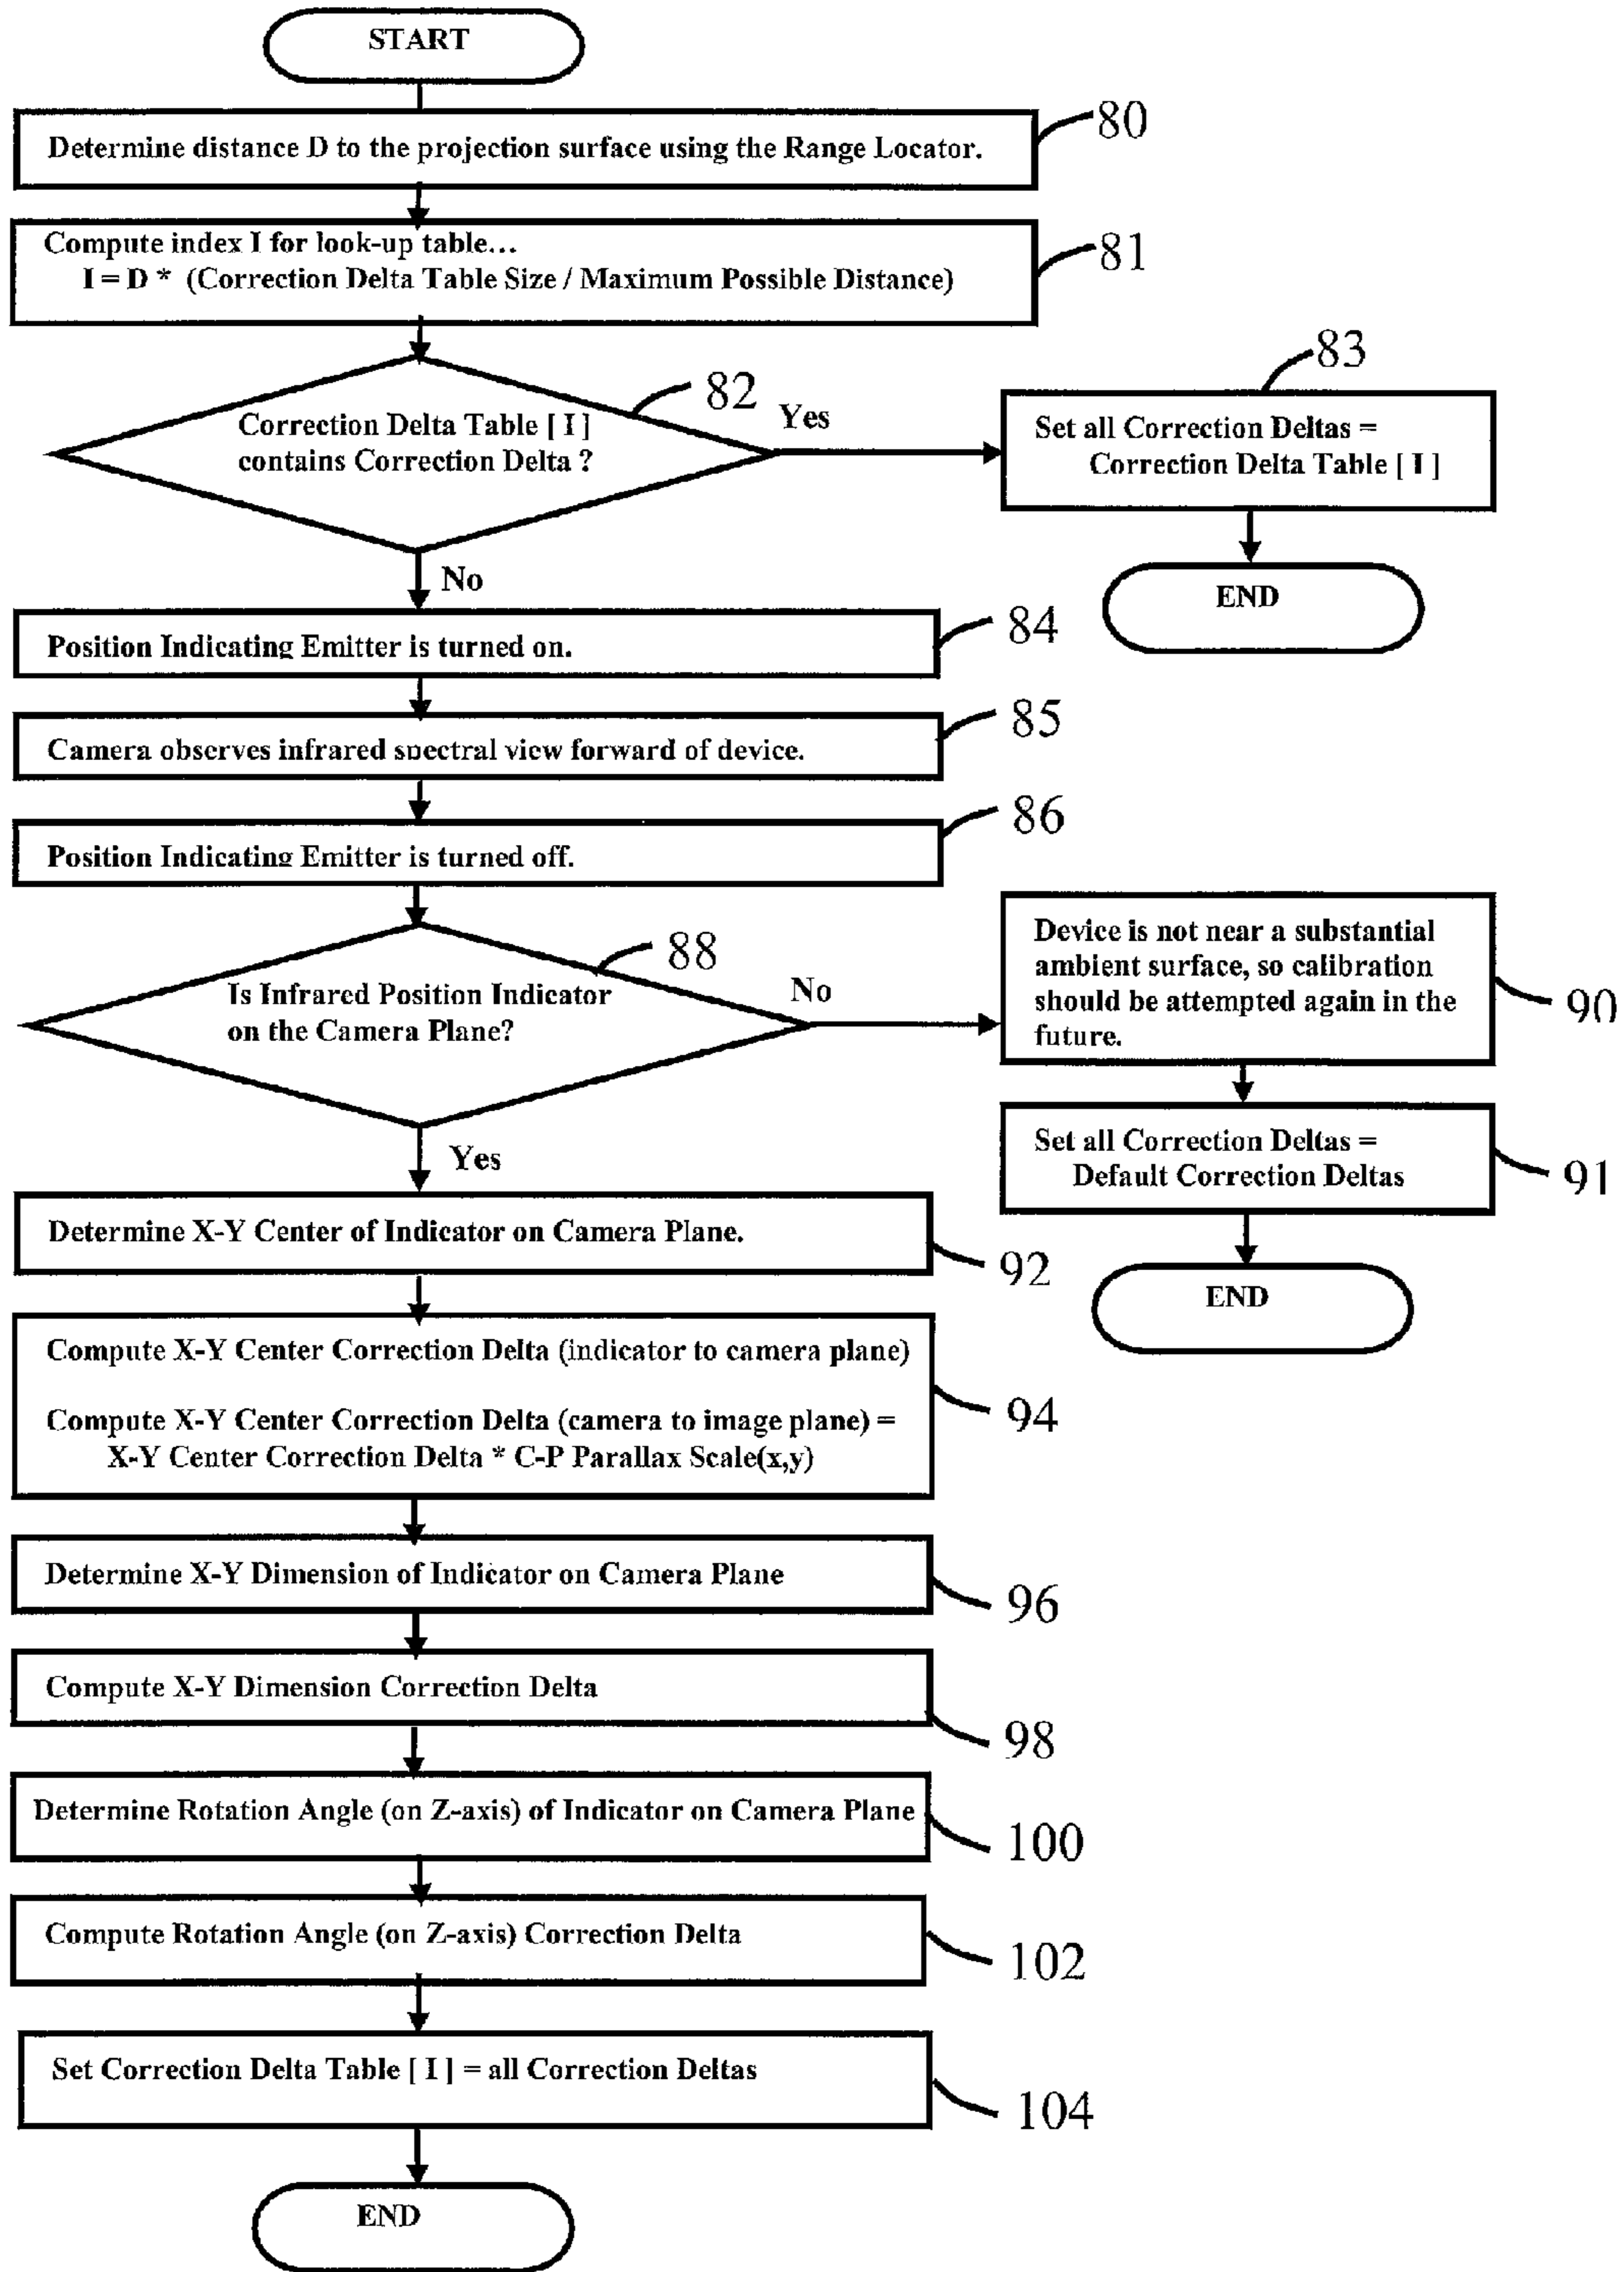 START
80
Determine distance D to the projection surface using the Range Locator.
Compute index I for look-up table...
I = D * (Correction Delta Table Size / Maximum Possible Distance)
81
82
Correction Delta Table [ I ]
contains Correction Delta ?
Yes
83
Set all Correction Deltas =
Correction Delta Table [ I ]
END
No
Position Indicating Emitter is turned on.
84
Camera observes infrared spectral view forward of device.
85
Position Indicating Emitter is turned off.
86
88
Is Infrared Position Indicator
on the Camera Plane?
No
Device is not near a substantial
ambient surface, so calibration
should be attempted again in the
future.
90
Set all Correction Deltas =
Default Correction Deltas
91
END
Yes
Determine X-Y Center of Indicator on Camera Plane.
92
Compute X-Y Center Correction Delta (indicator to camera plane)
Compute X-Y Center Correction Delta (camera to image plane) =
X-Y Center Correction Delta * C-P Parallax Scale(x,y)
94
Determine X-Y Dimension of Indicator on Camera Plane
96
Compute X-Y Dimension Correction Delta
98
Determine Rotation Angle (on Z-axis) of Indicator on Camera Plane
100
Compute Rotation Angle (on Z-axis) Correction Delta
102
Set Correction Delta Table [ I ] = all Correction Deltas
104
END